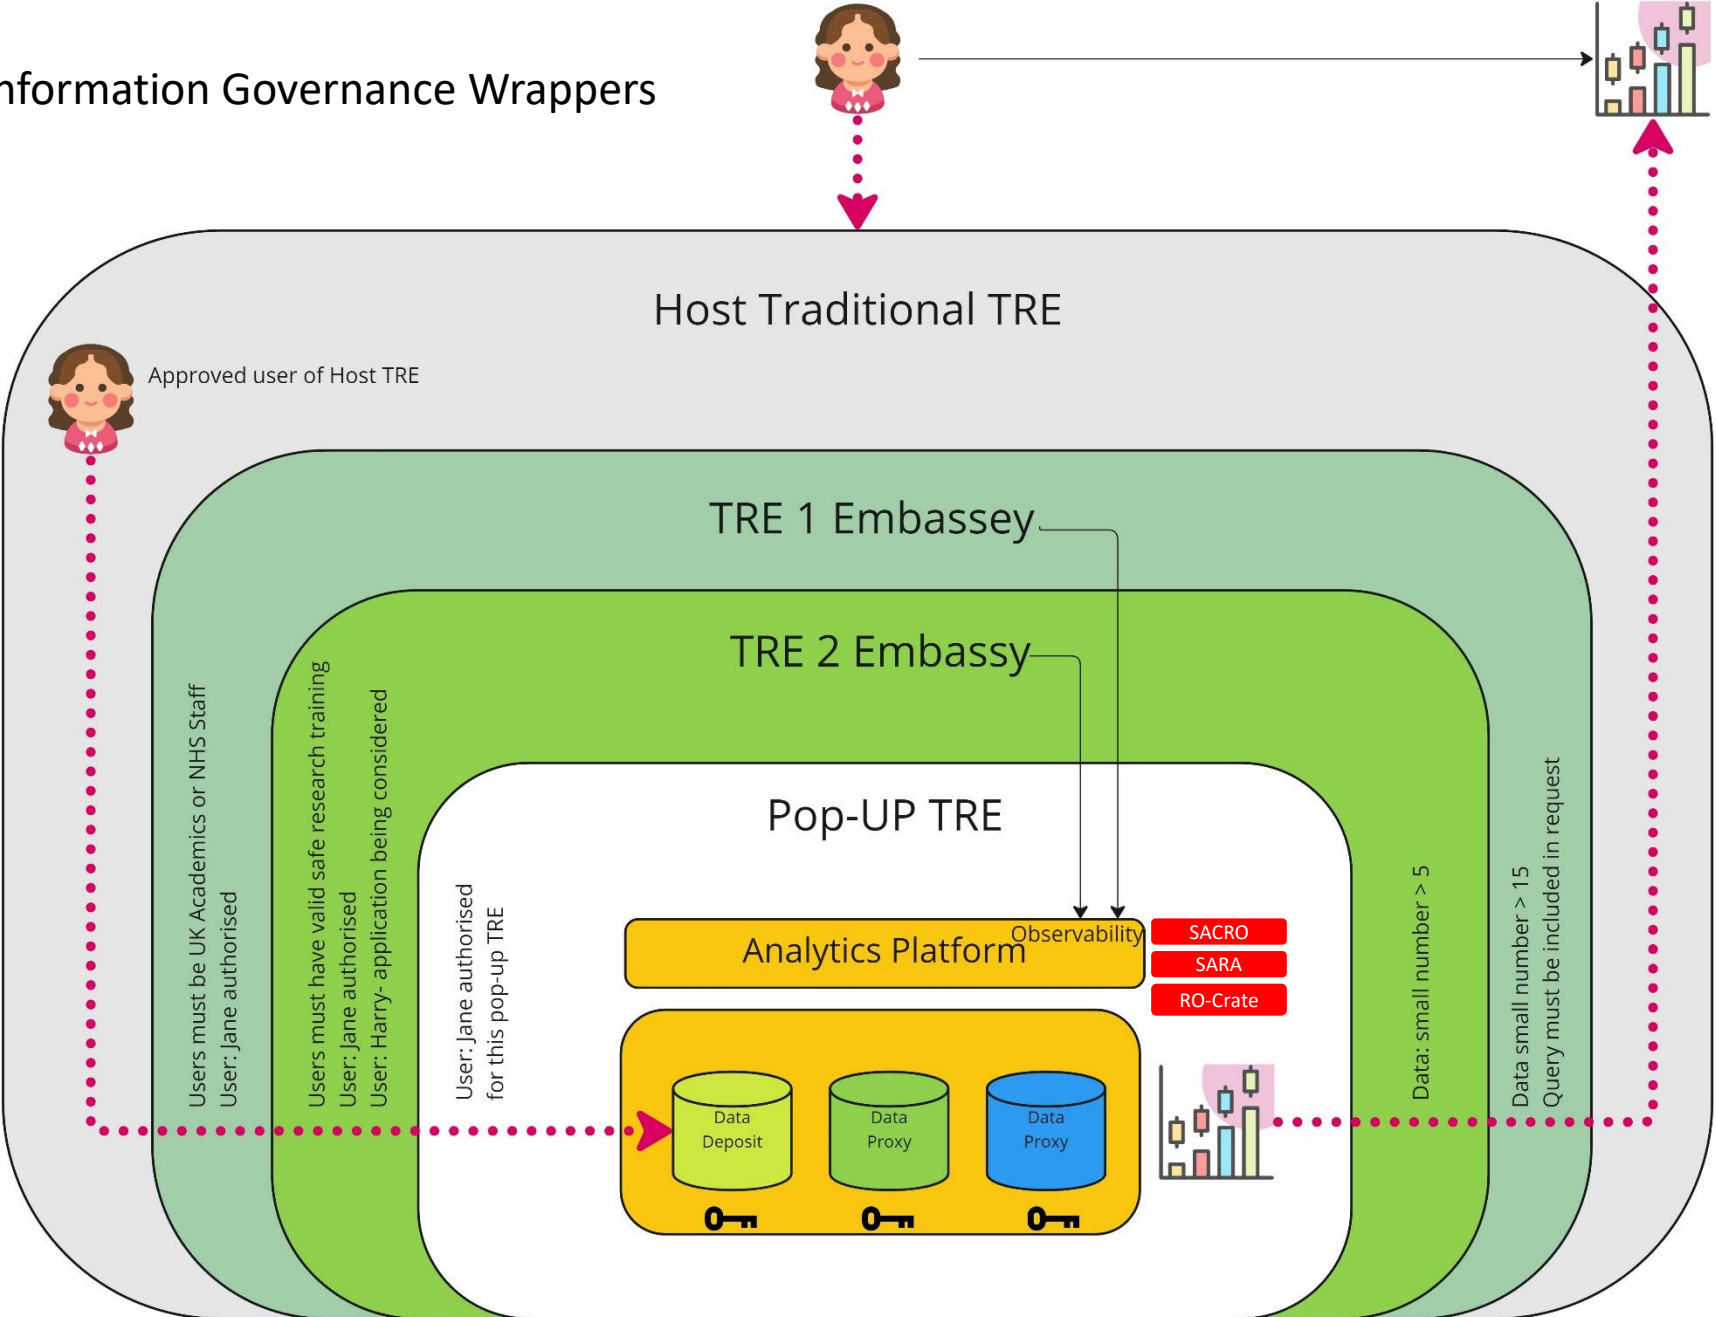 nformation Governance Wrappers
Host Traditional TRE
Approved user of Host TRE
TRE 1 Embassey
TRE 2 Embassy
Users must be UK Academics or NHS Staff
User: Jane authorised
Users must have valid safe research training
User: Jane authorised
User: Harry- application being considered
Pop-UP TRE
User: Jane authorised
for this pop-up TRE
Analytics Platform
Observability
SACRO
SARA
RO-Crate
Data
Deposit
Data
Proxy
Data
Proxy
Data: small number > 5
Data small number > 15
Query must be included in request